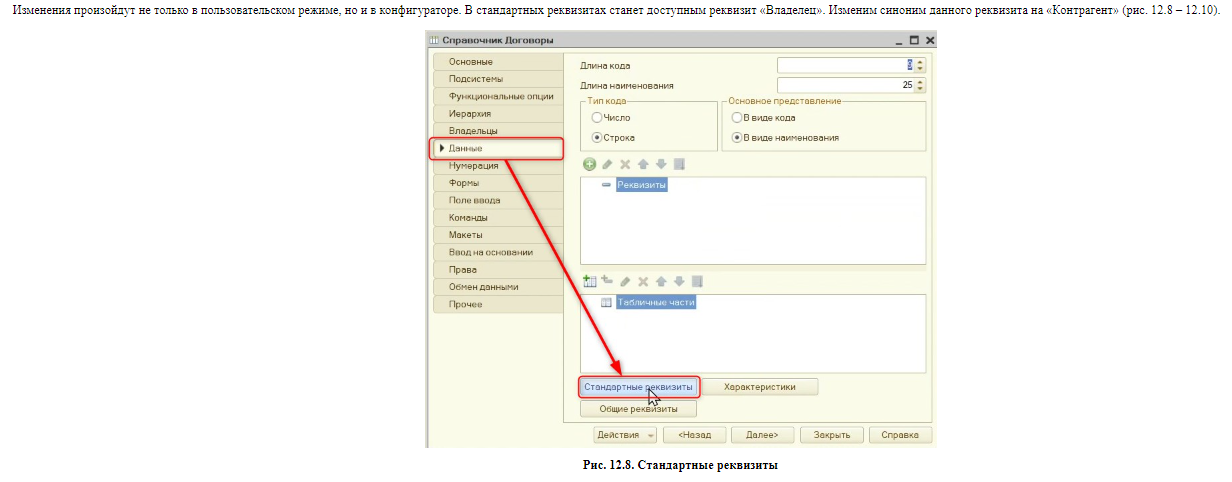 Изменения произойдут не только в пользовательском режиме, но и в конфигураторе. В стандартных реквизитах станет доступным реквизит «Владелец». Изменим синоним данного реквизита на «Контрагент» (рис. 12.8 – 12.10).
Справочник Договоры
Основные
Подсистемы
Функциональные опции
Иерархия
Владельцы
Данные
Нумерация
Формы
Поле ввода
Команды
Макеты
Ввод на основании
Права
Обмен данными
Прочее
Длина кода 9
Длина наименования 25
Тип кода
Число
Строка
Основное представление
В виде кода
В виде наименования
Реквизиты
Табличные части
Стандартные реквизиты Характеристики
Общие реквизиты
Действия <Назад Далее> Закрыть Справка
Рис. 12.8. Стандартные реквизиты